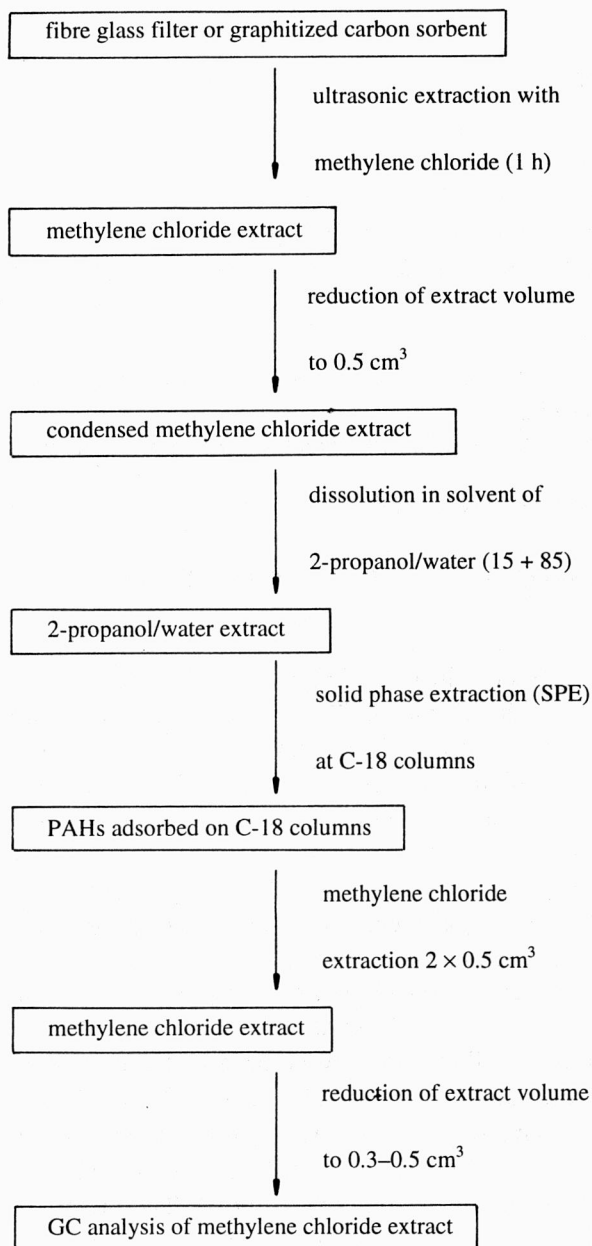 fibre glass filter or graphitized carbon sorbent
ultrasonic extraction with
methylene chloride (1 h)
methylene chloride extract
reduction of extract volume
to 0.5 cm³
condensed methylene chloride extract
dissolution in solvent of
2-propanol/water (15 + 85)
2-propanol/water extract
solid phase extraction (SPE)
at C-18 columns
PAHs adsorbed on C-18 columns
methylene chloride
extraction 2 × 0.5 cm³
methylene chloride extract
reduction of extract volume
to 0.3–0.5 cm³
GC analysis of methylene chloride extract